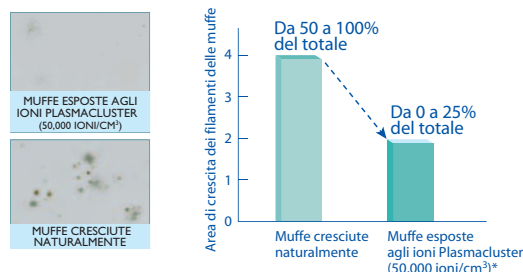 MUFFE ESPOSTE AGLI
IONI PLASMACLUSTER
(50,000 IONI/CM³)
MUFFE CRESCIUTE
NATURALMENTE
Area di crescita dei filamenti delle muffe
4
3
2
1
0
Da 50 a 100%
del totale
Da 0 a 25%
del totale
Muffe cresciute
naturalmente
Muffe esposte
agli ioni Plasmacluster
(50.000 ioni/cm³)*